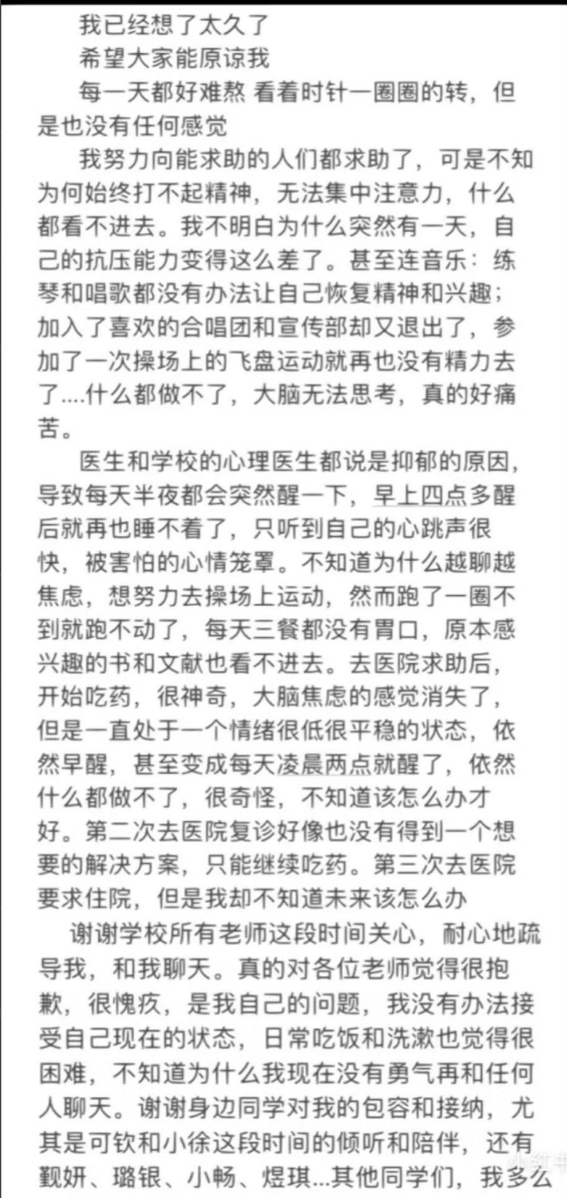 我已经想了太久了
希望大家能原谅我
每一天都好难熬 看着时针一圈圈的转，但
是也没有任何感觉
我努力向能求助的人们都求助了，可是不知
为何始终打不起精神，无法集中注意力，什么
都看不进去。我不明白为什么突然有一天，自
己的抗压能力变得这么差了。甚至连音乐：练
琴和唱歌都没有办法让自己恢复精神和兴趣；
加入了喜欢的合唱团和宣传部却又退出了，参
加了一次操场上的飞盘运动就再也没有精力去
了....什么都做不了，大脑无法思考，真的好痛
苦。
医生和学校的心理医生都说是抑郁的原因，
导致每天半夜都会突然醒一下，早上四点多醒
后就再也睡不着了，只听到自己的心跳声很
快，被害怕的心情笼罩。不知道为什么越聊越
焦虑，想努力去操场上运动，然而跑了一圈不
到就跑不动了，每天三餐都没有胃口，原本感
兴趣的书和文献也看不进去。去医院求助后，
开始吃药，很神奇，大脑焦虑的感觉消失了，
但是一直处于一个情绪很低很平稳的状态，依
然早醒，甚至变成每天凌晨两点就醒了，依然
什么都做不了，很奇怪，不知道该怎么办才
好。第二次去医院复诊好像也没有得到一个想
要的解决方案，只能继续吃药。第三次去医院
要求住院，但是我却不知道未来该怎么办
谢谢学校所有老师这段时间关心，耐心地疏
导我，和我聊天。真的对各位老师觉得很抱
歉，很愧疚，是我自己的问题，我没有办法接
受自己现在的状态，日常吃饭和洗漱也觉得很
困难，不知道为什么我现在没有勇气再和任何
人聊天。谢谢身边同学对我的包容和接纳，尤
其是可钦和小徐这段时间的倾听和陪伴，还有
觐妍、璐银、小畅、煜琪...其他同学们，我多么
小红书